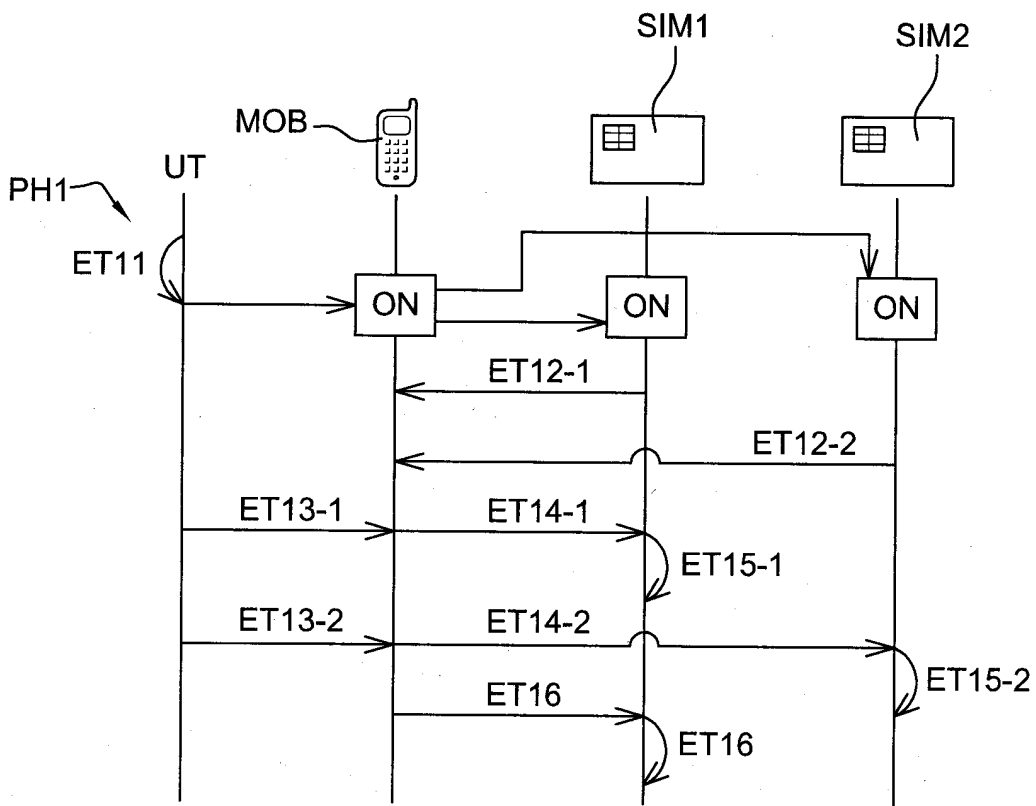 SIM1
SIM2
MOB
UT
PH1
ET11
ON
ON
ON
ET12-1
ET12-2
ET13-1
ET14-1
ET15-1
ET13-2
ET14-2
ET15-2
ET16
ET16